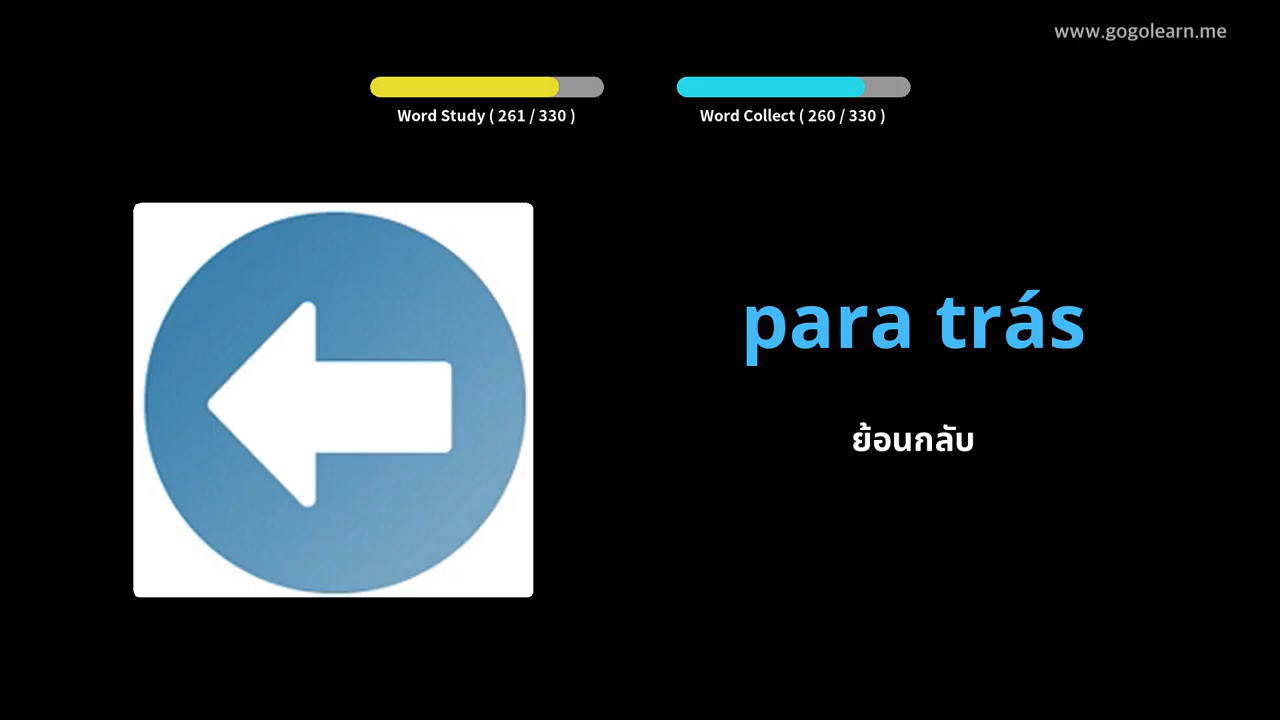 www.gogolearn.me
Word Study ( 261 / 330 )
Word Collect ( 260 / 330 )
para trás
ย้อนกลับ